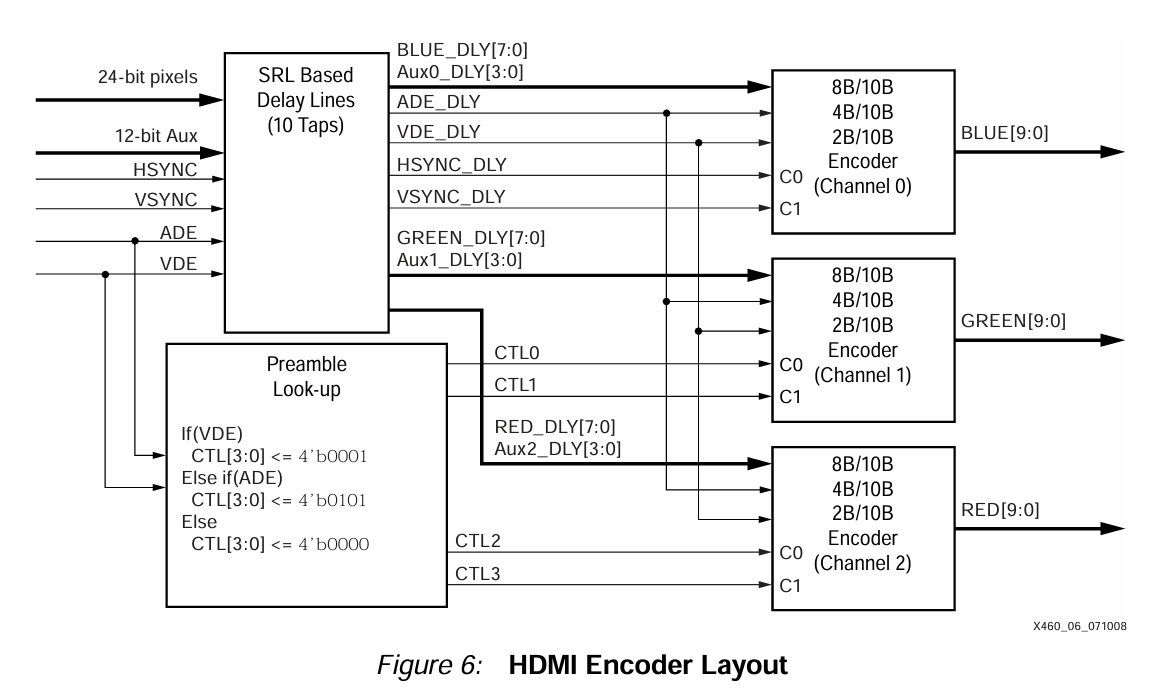 24-bit pixels
12-bit Aux
HSYNC
VSYNC
ADE
VDE
SRL Based
Delay Lines
(10 Taps)
BLUE_DLY[7:0]
Aux0_DLY[3:0]
ADE_DLY
VDE_DLY
HSYNC_DLY
VSYNC_DLY
GREEN_DLY[7:0]
Aux1_DLY[3:0]
8B/10B
4B/10B
2B/10B
Encoder
(Channel 0)
C0
C1
BLUE[9:0]
8B/10B
4B/10B
2B/10B
Encoder
(Channel 1)
C0
C1
GREEN[9:0]
Preamble
Look-up
If(VDE)
CTL[3:0] <= 4'b0001
Else if(ADE)
CTL[3:0] <= 4'b0101
Else
CTL[3:0] <= 4'b0000
CTL0
CTL1
RED_DLY[7:0]
Aux2_DLY[3:0]
CTL2
CTL3
8B/10B
4B/10B
2B/10B
Encoder
(Channel 2)
C0
C1
RED[9:0]
X460_06_071008
Figure 6: HDMI Encoder Layout